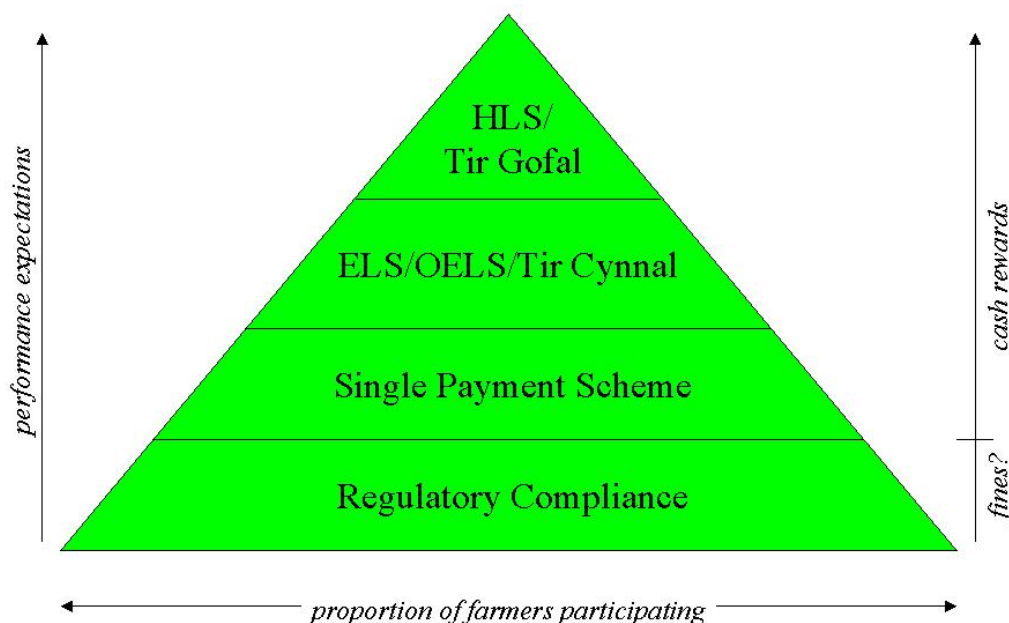 HLS/
Tir Gofal
ELS/OELS/Tir Cynnal
Single Payment Scheme
Regulatory Compliance
performance expectations
cash rewards
fines?
proportion of farmers participating